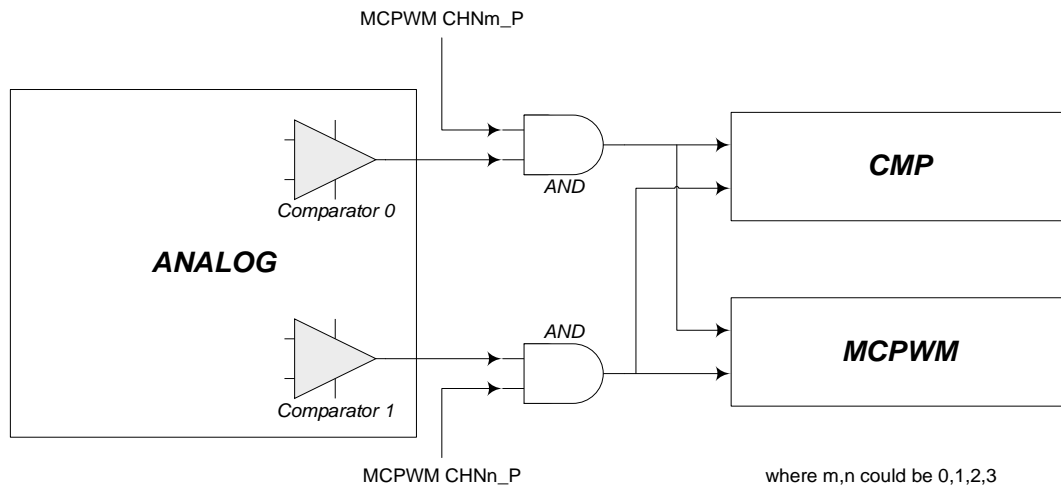 MCPWM CHNm_P
AND
CMP
Comparator 0
ANALOG
AND
MCPWM
Comparator 1
MCPWM CHNn_P
where m,n could be 0,1,2,3